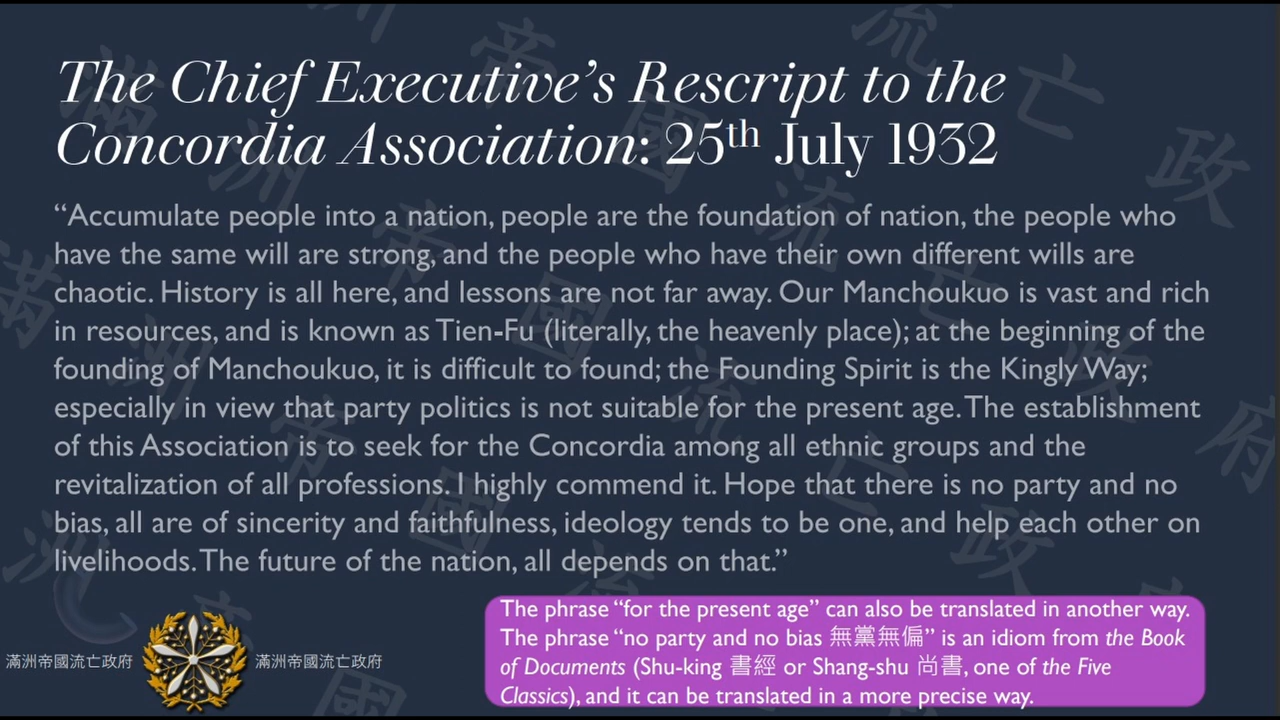 The Chief Executive's Rescript to the
Concordia Association: 25th July 1932
“Accumulate people into a nation, people are the foundation of nation, the people who
have the same will are strong, and the people who have their own different wills are
chaotic. History is all here, and lessons are not far away. Our Manchoukuo is vast and rich
in resources, and is known as Tien-Fu (literally, the heavenly place); at the beginning of the
founding of Manchoukuo, it is difficult to found; the Founding Spirit is the Kingly Way;
especially in view that party politics is not suitable for the present age. The establishment
of this Association is to seek for the Concordia among all ethnic groups and the
revitalization of all professions. I highly commend it. Hope that there is no party and no
bias, all are of sincerity and faithfulness, ideology tends to be one, and help each other on
livelihoods. The future of the nation, all depends on that.”
The phrase “for the present age” can also be translated in another way.
The phrase “no party and no bias 無黨無偏” is an idiom from the Book
of Documents (Shu-king 書經 or Shang-shu 尚書, one of the Five
Classics), and it can be translated in a more precise way.
滿洲帝國流亡政府
滿洲帝國流亡政府
滿洲帝國流亡政府